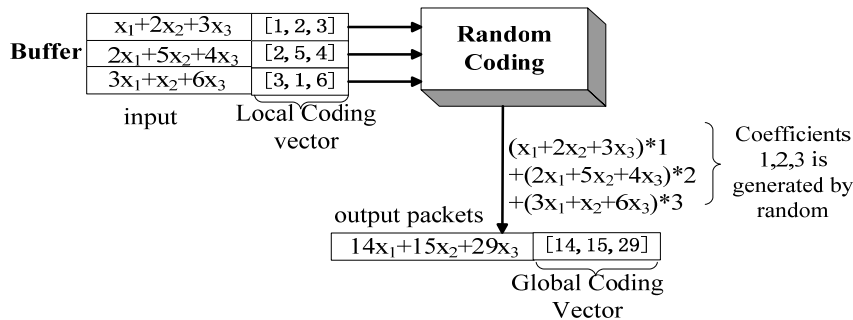 Buffer
x₁+2x₂+3x₃ [1, 2, 3]
2x₁+5x₂+4x₃ [2, 5, 4]
3x₁+x₂+6x₃ [3, 1, 6]
input
Local Coding
vector
Random
Coding
(x₁+2x₂+3x₃)*1
+(2x₁+5x₂+4x₃)*2
+(3x₁+x₂+6x₃)*3
Coefficients
1,2,3 is
generated by
random
output packets
14x₁+15x₂+29x₃ [14, 15, 29]
Global Coding
Vector